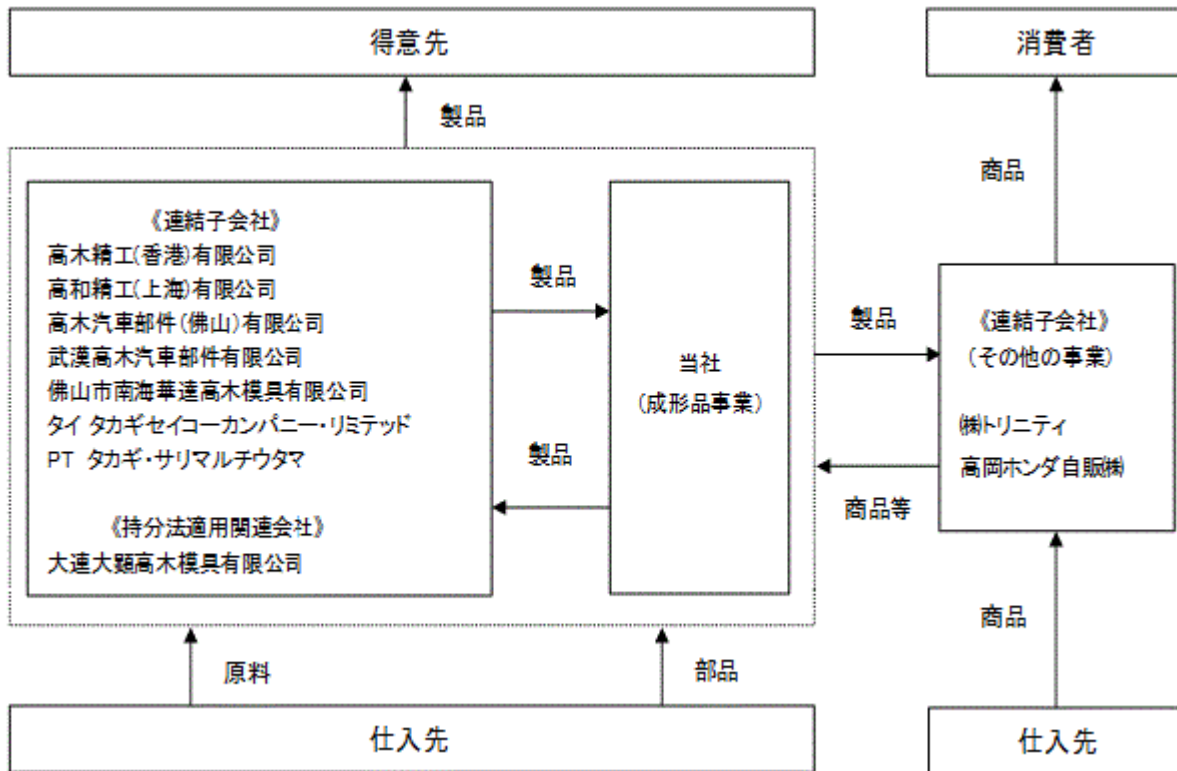 得意先
消費者
製品
商品
《連結子会社》
高木精工(香港)有限公司
高和精工(上海)有限公司
高木汽車部件(佛山)有限公司
武漢高木汽車部件有限公司
佛山市南海華達高木模具有限公司
タイ タカギセイコーカンパニー・リミテッド
PT タカギ・サリマルチウタマ
《持分法適用関連会社》
大連大顕高木模具有限公司
製品
製品
当社
(成形品事業)
製品
商品等
《連結子会社》
(その他の事業)
㈱トリニティ
高岡ホンダ自販㈱
原料
部品
商品
仕入先
仕入先